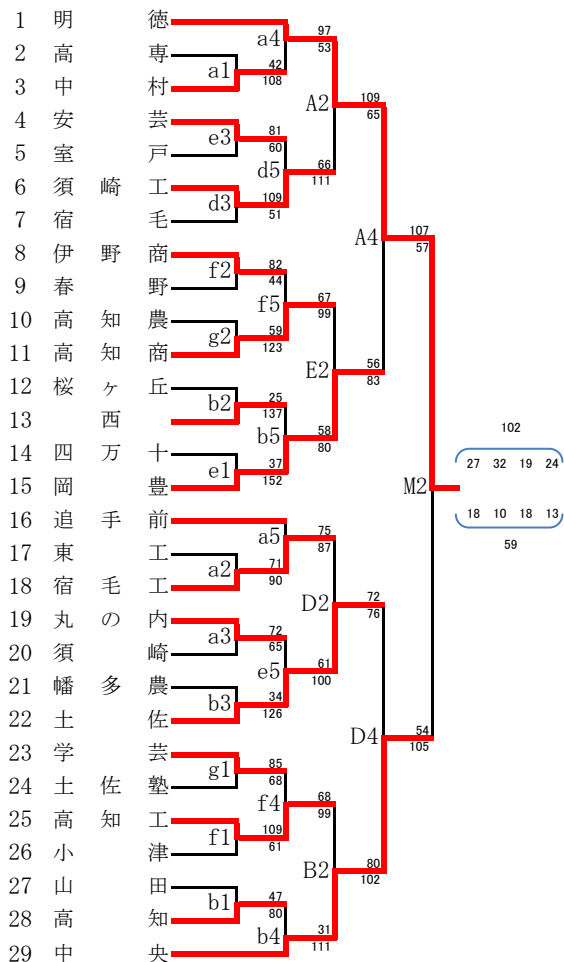 1 明徳
a4
97
53
2 高専
a1
42
108
3 中村
A2
109
65
4 安芸
e3
81
60
5 室戸
d5
66
111
6 須崎工
d3
109
51
7 宿毛
A4
107
57
8 伊野商
f2
82
44
9 春野
f5
67
99
10 高知農
g2
59
123
11 高知商
E2
56
83
12 桜ヶ丘
b2
25
137
13 西
b5
58
80
14 四万十
e1
37
152
15 岡豊
M2
102
27 32 19 24
18 10 18 13
59
16 追手前
a5
75
87
17 東工
a2
71
90
18 宿毛工
D2
72
76
19 丸の内
a3
72
65
20 須崎
e5
61
100
21 幡多農
b3
34
126
22 土佐
D4
54
105
23 学芸
g1
85
68
24 土佐塾
f4
68
99
25 高知工
f1
109
61
26 小津
B2
80
102
27 山田
b1
47
80
28 高知
b4
31
111
29 中央